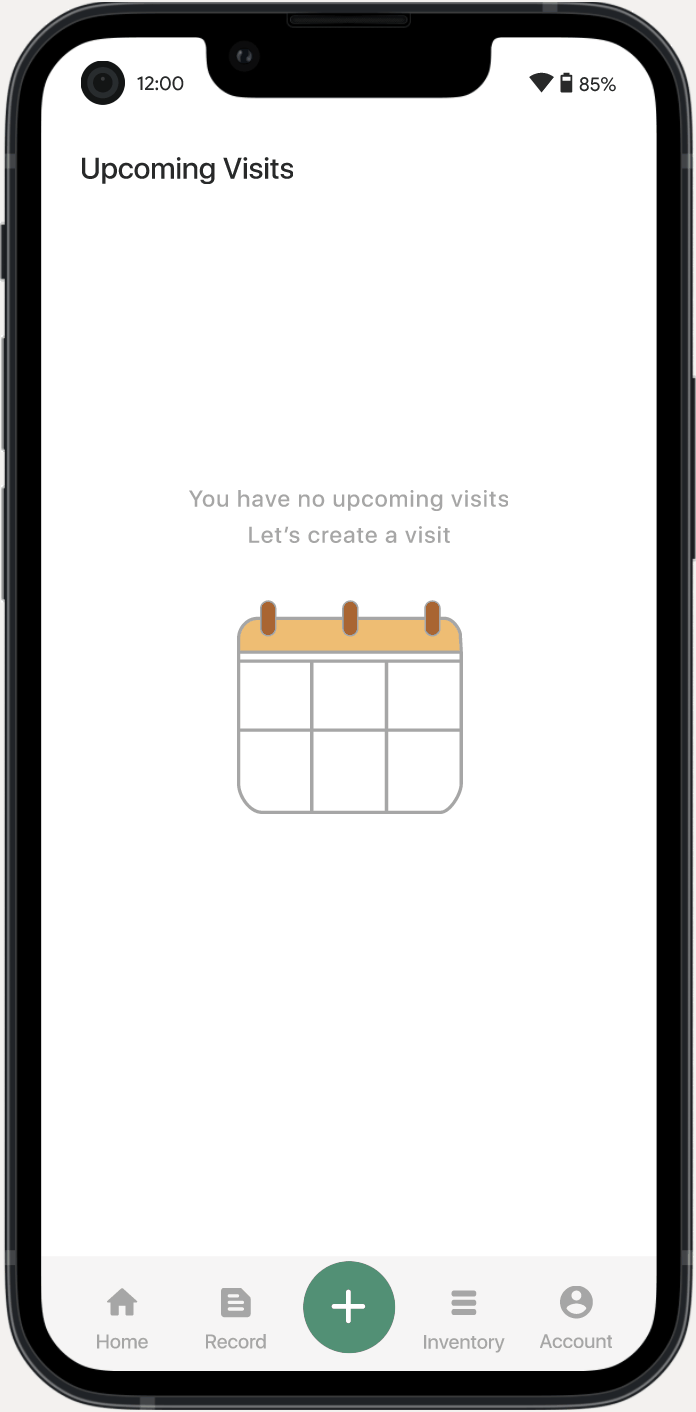 12:00
85%
Upcoming Visits
You have no upcoming visits
Let’s create a visit
Home
Record
Inventory
Account